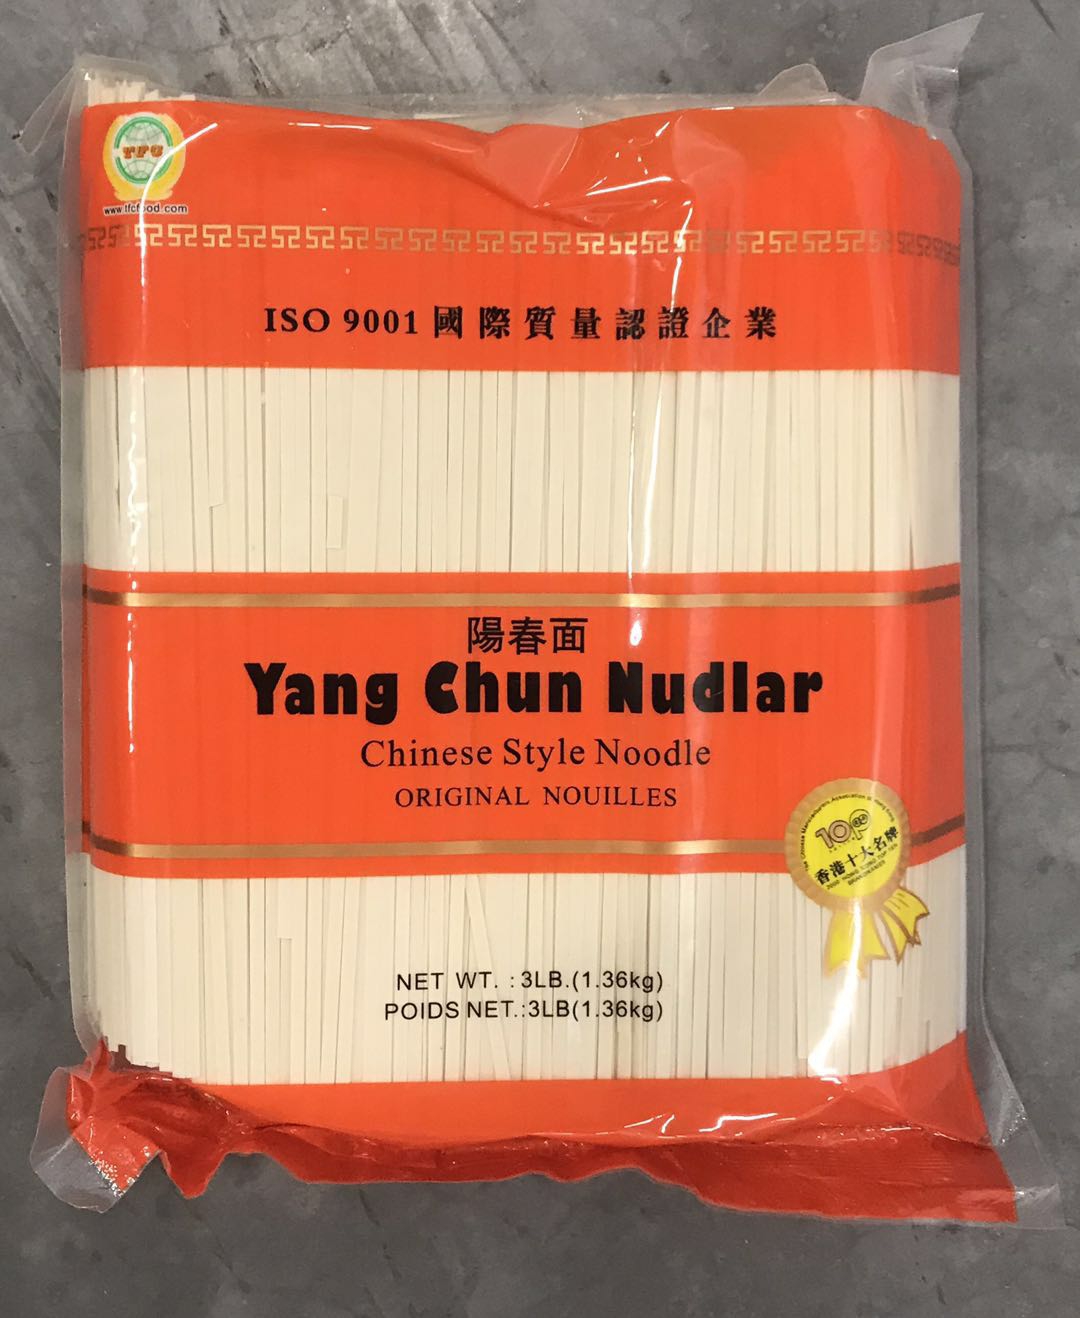 TFC
www.tfcfood.com
ISO 9001 國際質量認證企業
陽春面
Yang Chun Nudlar
Chinese Style Noodle
ORIGINAL NOUILLES
香港十大名牌
NET WT. :3LB.(1.36kg)
POIDS NET.:3LB(1.36kg)